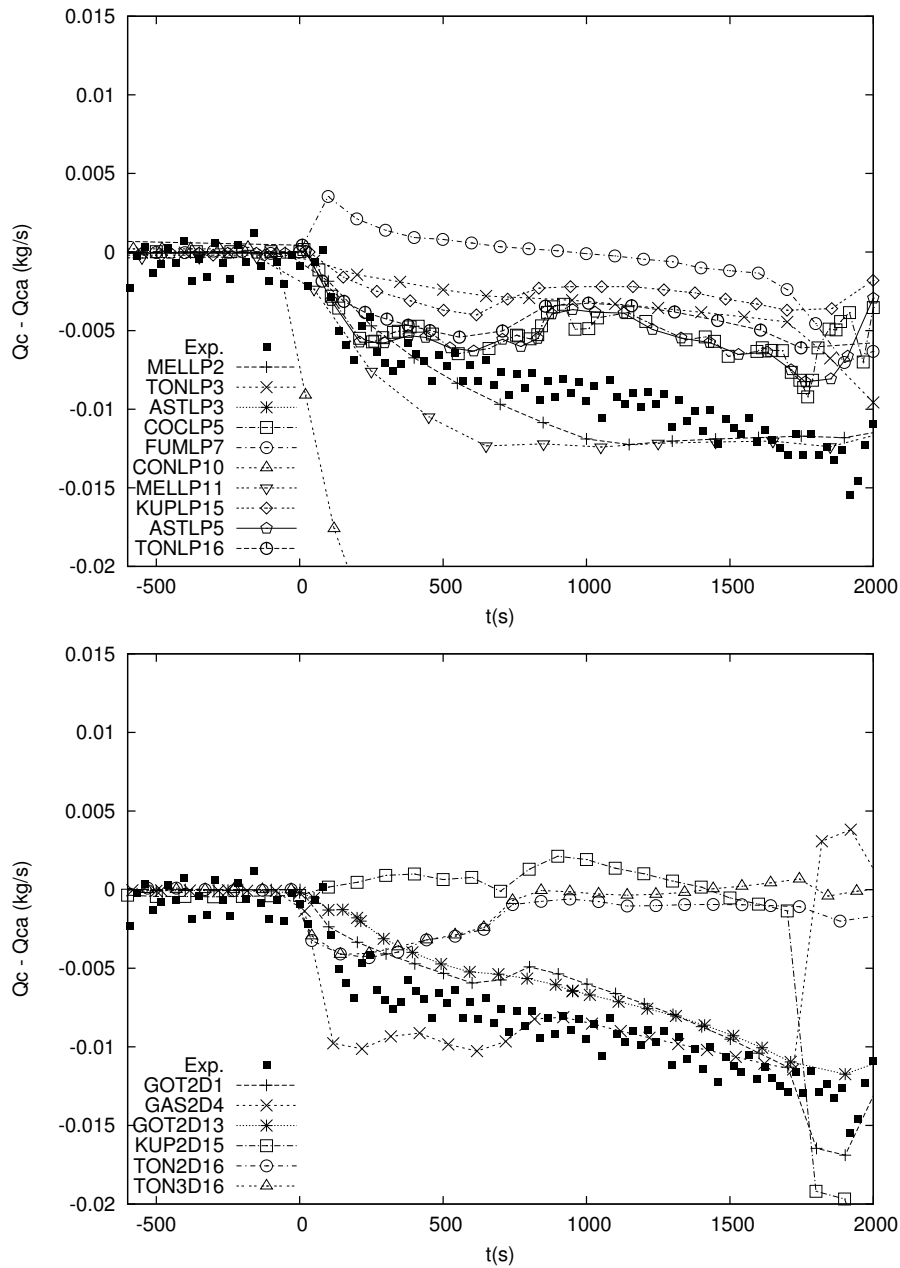 0.015
0.01
0.005
0
-0.005
-0.01
-0.015
-0.02
Qc - Qca (kg/s)
Exp.
MELLP2
TONLP3
ASTLP3
COCLP5
FUMLP7
CONLP10
MELLP11
KUPLP15
ASTLP5
TONLP16
-500 0 500 1000 1500 2000
t(s)
0.015
0.01
0.005
0
-0.005
-0.01
-0.015
-0.02
Qc - Qca (kg/s)
Exp.
GOT2D1
GAS2D4
GOT2D13
KUP2D15
TON2D16
TON3D16
-500 0 500 1000 1500 2000
t(s)